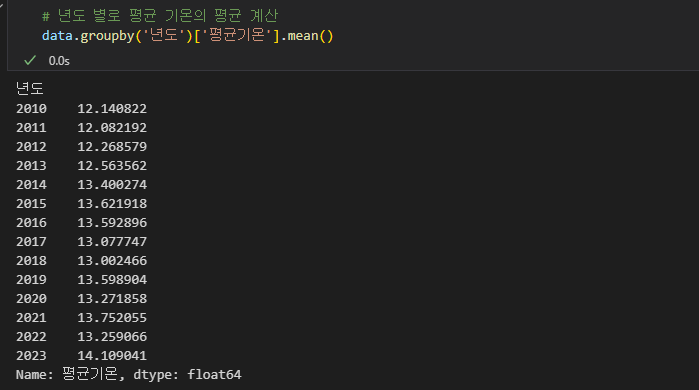 # 년도 별로 평균 기온의 평균 계산
data.groupby('년도')['평균기온'].mean()
0.0s
년도
2010 12.140822
2011 12.082192
2012 12.268579
2013 12.563562
2014 13.400274
2015 13.621918
2016 13.592896
2017 13.077747
2018 13.002466
2019 13.598904
2020 13.271858
2021 13.752055
2022 13.259066
2023 14.109041
Name: 평균기온, dtype: float64